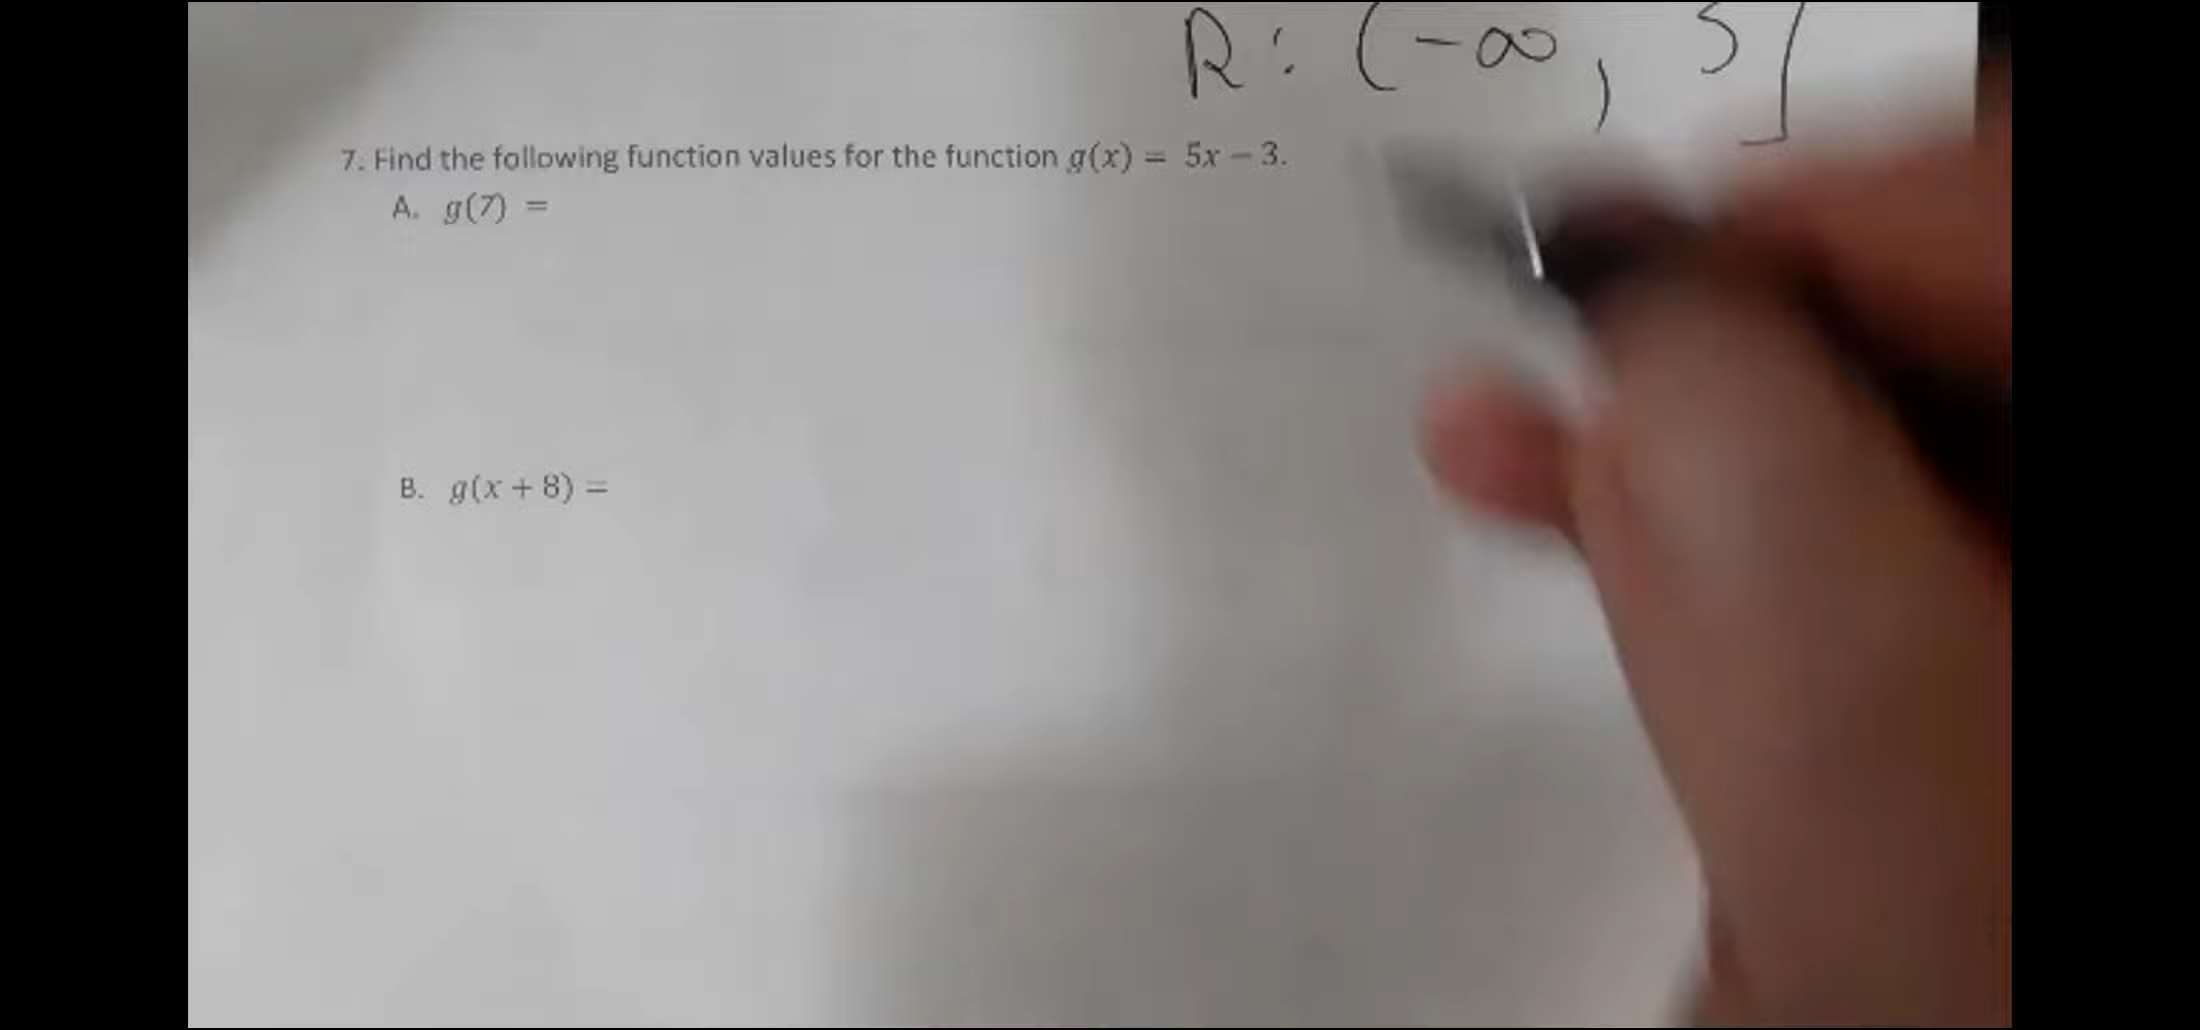 R: (-∞, 5]
7. Find the following function values for the function g(x) = 5x – 3.
A. g(7) =
B. g(x + 8) =